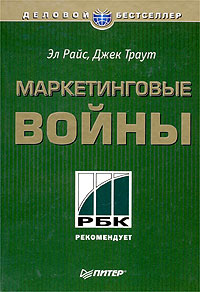 ДЕЛОВОЙ БЕСТСЕЛЛЕР
Эл Райс, Джек Траут
МАРКЕТИНГОВЫЕ
ВОЙНЫ
РБК
РЕКОМЕНДУЕТ
ПИТЕР